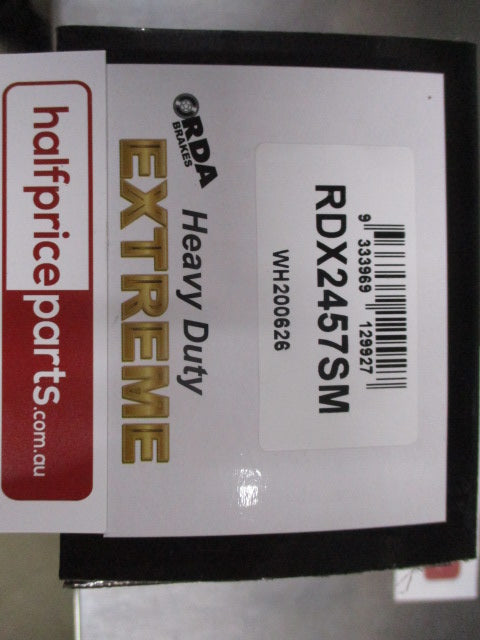 RDA
BRAKES
Heavy Duty
EXTREME
9 333969 129927
RDX2457SM
WH200626
halfpriceparts.com.au